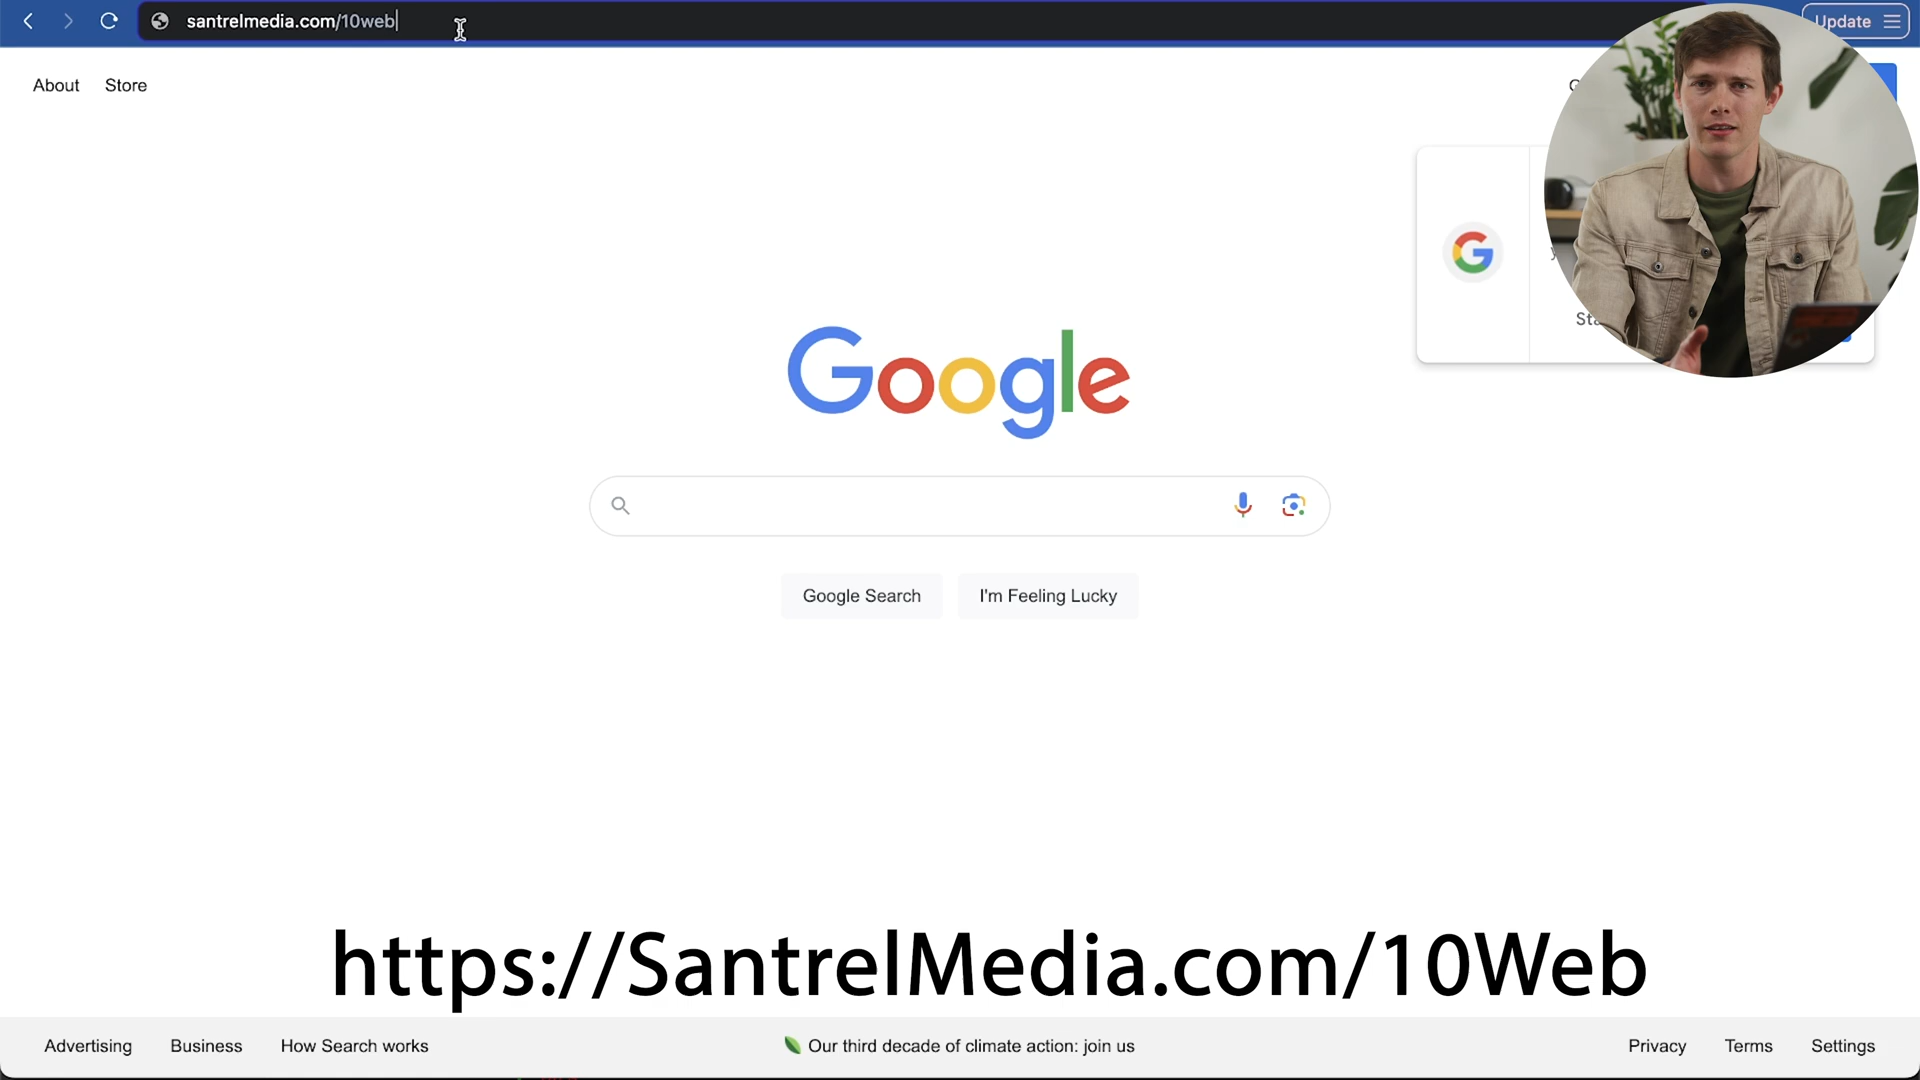 santrelmedia.com/10web
Update
About
Store
Google
Google Search
I'm Feeling Lucky
https://SantrelMedia.com/10Web
Advertising
Business
How Search works
Our third decade of climate action: join us
Privacy
Terms
Settings